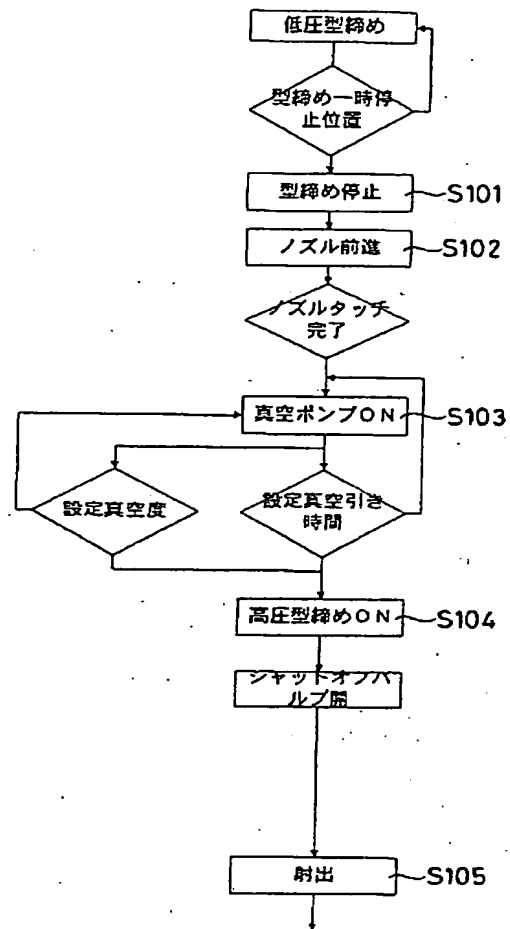 低圧型締め
型締め一時停
止位置
型締め停止
S101
ノズル前進
S102
ノズルタッチ
完了
真空ポンプON
S103
設定真空度
設定真空引き
時間
高圧型締めON
S104
シャットオフバ
ルブ開
射出
S105